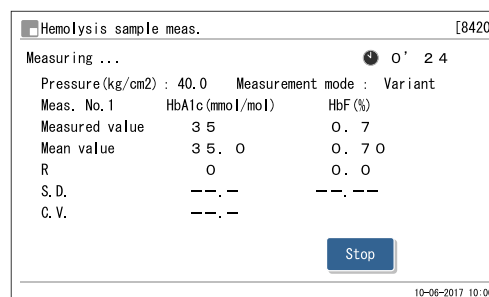 Hemolysis sample meas. [8420
Measuring ... 0' 24
Pressure(kg/cm2) : 40.0 Measurement mode : Variant
Meas. No.1 HbA1c(mmol/mol) HbF(%)
Measured value 35 0.7
Mean value 35.0 0.70
R 0 0.0
S.D. --.- --.--
C.V. --.-
Stop
10-06-2017 10:00